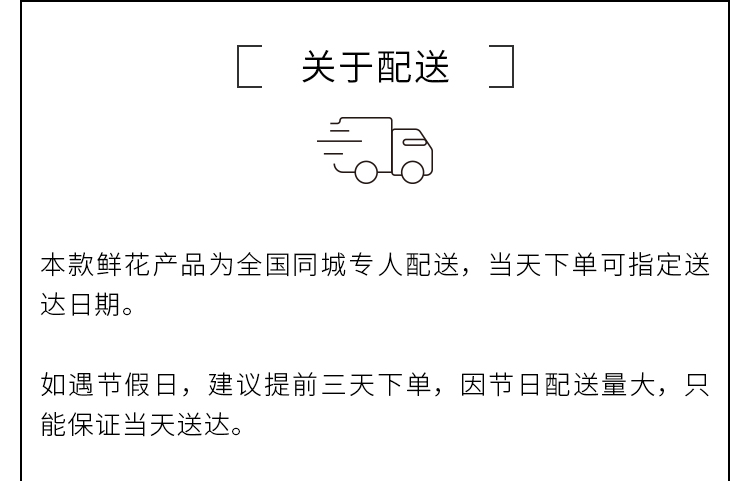 关于配送
本款鲜花产品为全国同城专人配送，当天下单可指定送
达日期。
如遇节假日，建议提前三天下单，因节日配送量大，只
能保证当天送达。